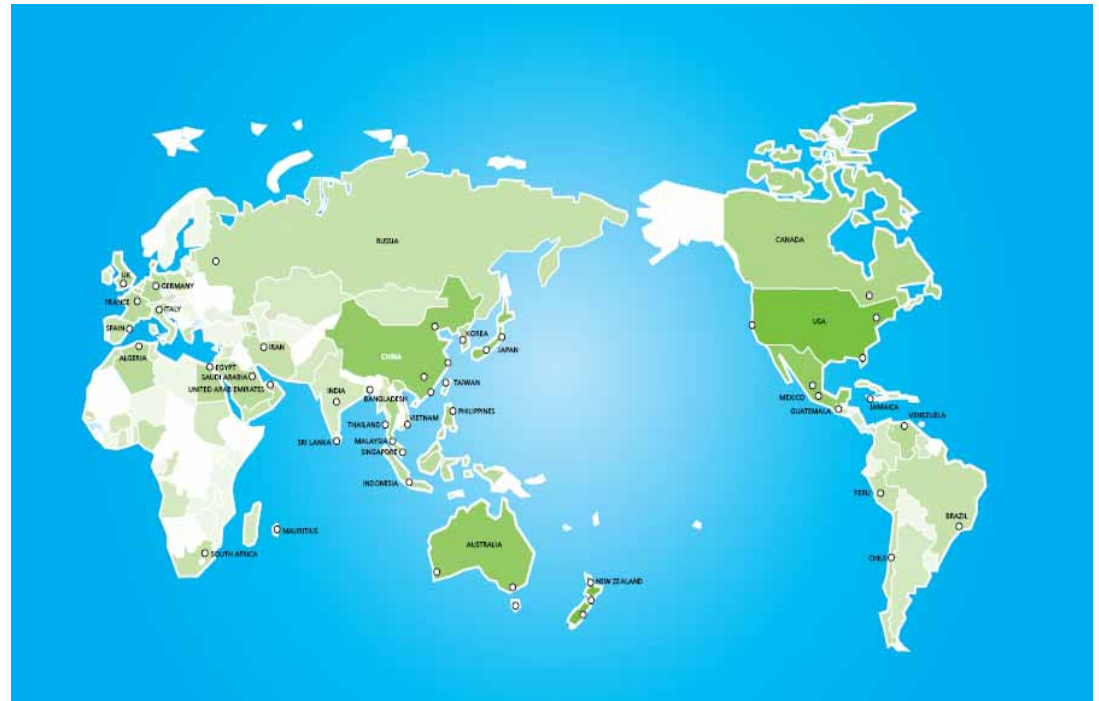 RUSSIA
CANADA
UK
GERMANY
FRANCE
ITALY
USA
SPAIN
KOREA
IRAN
JAPAN
ALGERIA
CHINA
EGYPT
SAUDI ARABIA
UNITED ARAB EMIRATES
TAIWAN
INDIA
BANGLADESH
MEXICO
JAMAICA
GUATEMALA
PHILIPPINES
VENEZUELA
VIETNAM
THAILAND
SRI LANKA
MALAYSIA
SINGAPORE
INDONESIA
PERU
BRAZIL
MAURITIUS
AUSTRALIA
SOUTH AFRICA
CHILE
NEW ZEALAND